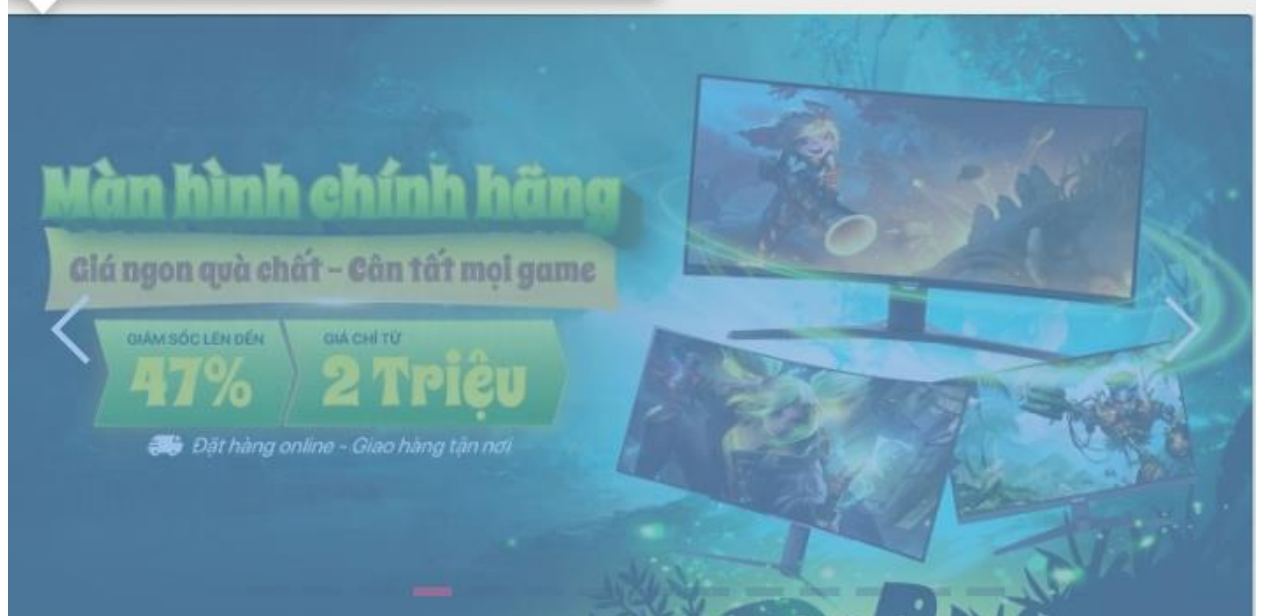 Màn hình chính hãng
Giá ngon quà chất - Cân tất mọi game
GIẢM SỐC LÊN ĐẾN
47%
GIÁ CHỈ TỪ
2 Triệu
Đặt hàng online - Giao hàng tận nơi